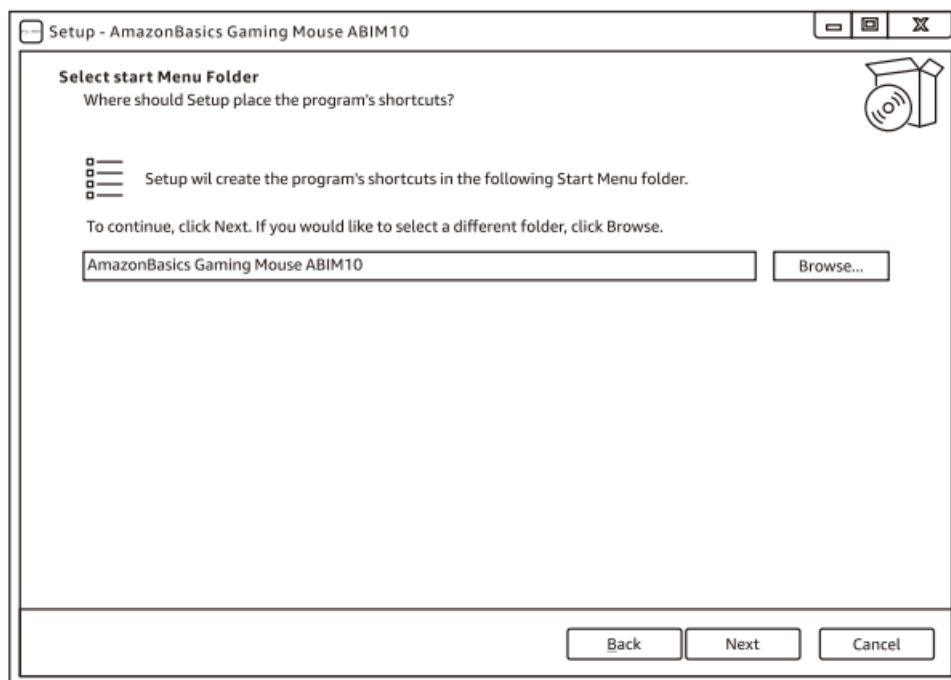 Setup - AmazonBasics Gaming Mouse ABIM10
Select start Menu Folder
Where should Setup place the program's shortcuts?
Setup wil create the program's shortcuts in the following Start Menu folder.
To continue, click Next. If you would like to select a different folder, click Browse.
AmazonBasics Gaming Mouse ABIM10
Browse...
Back
Next
Cancel